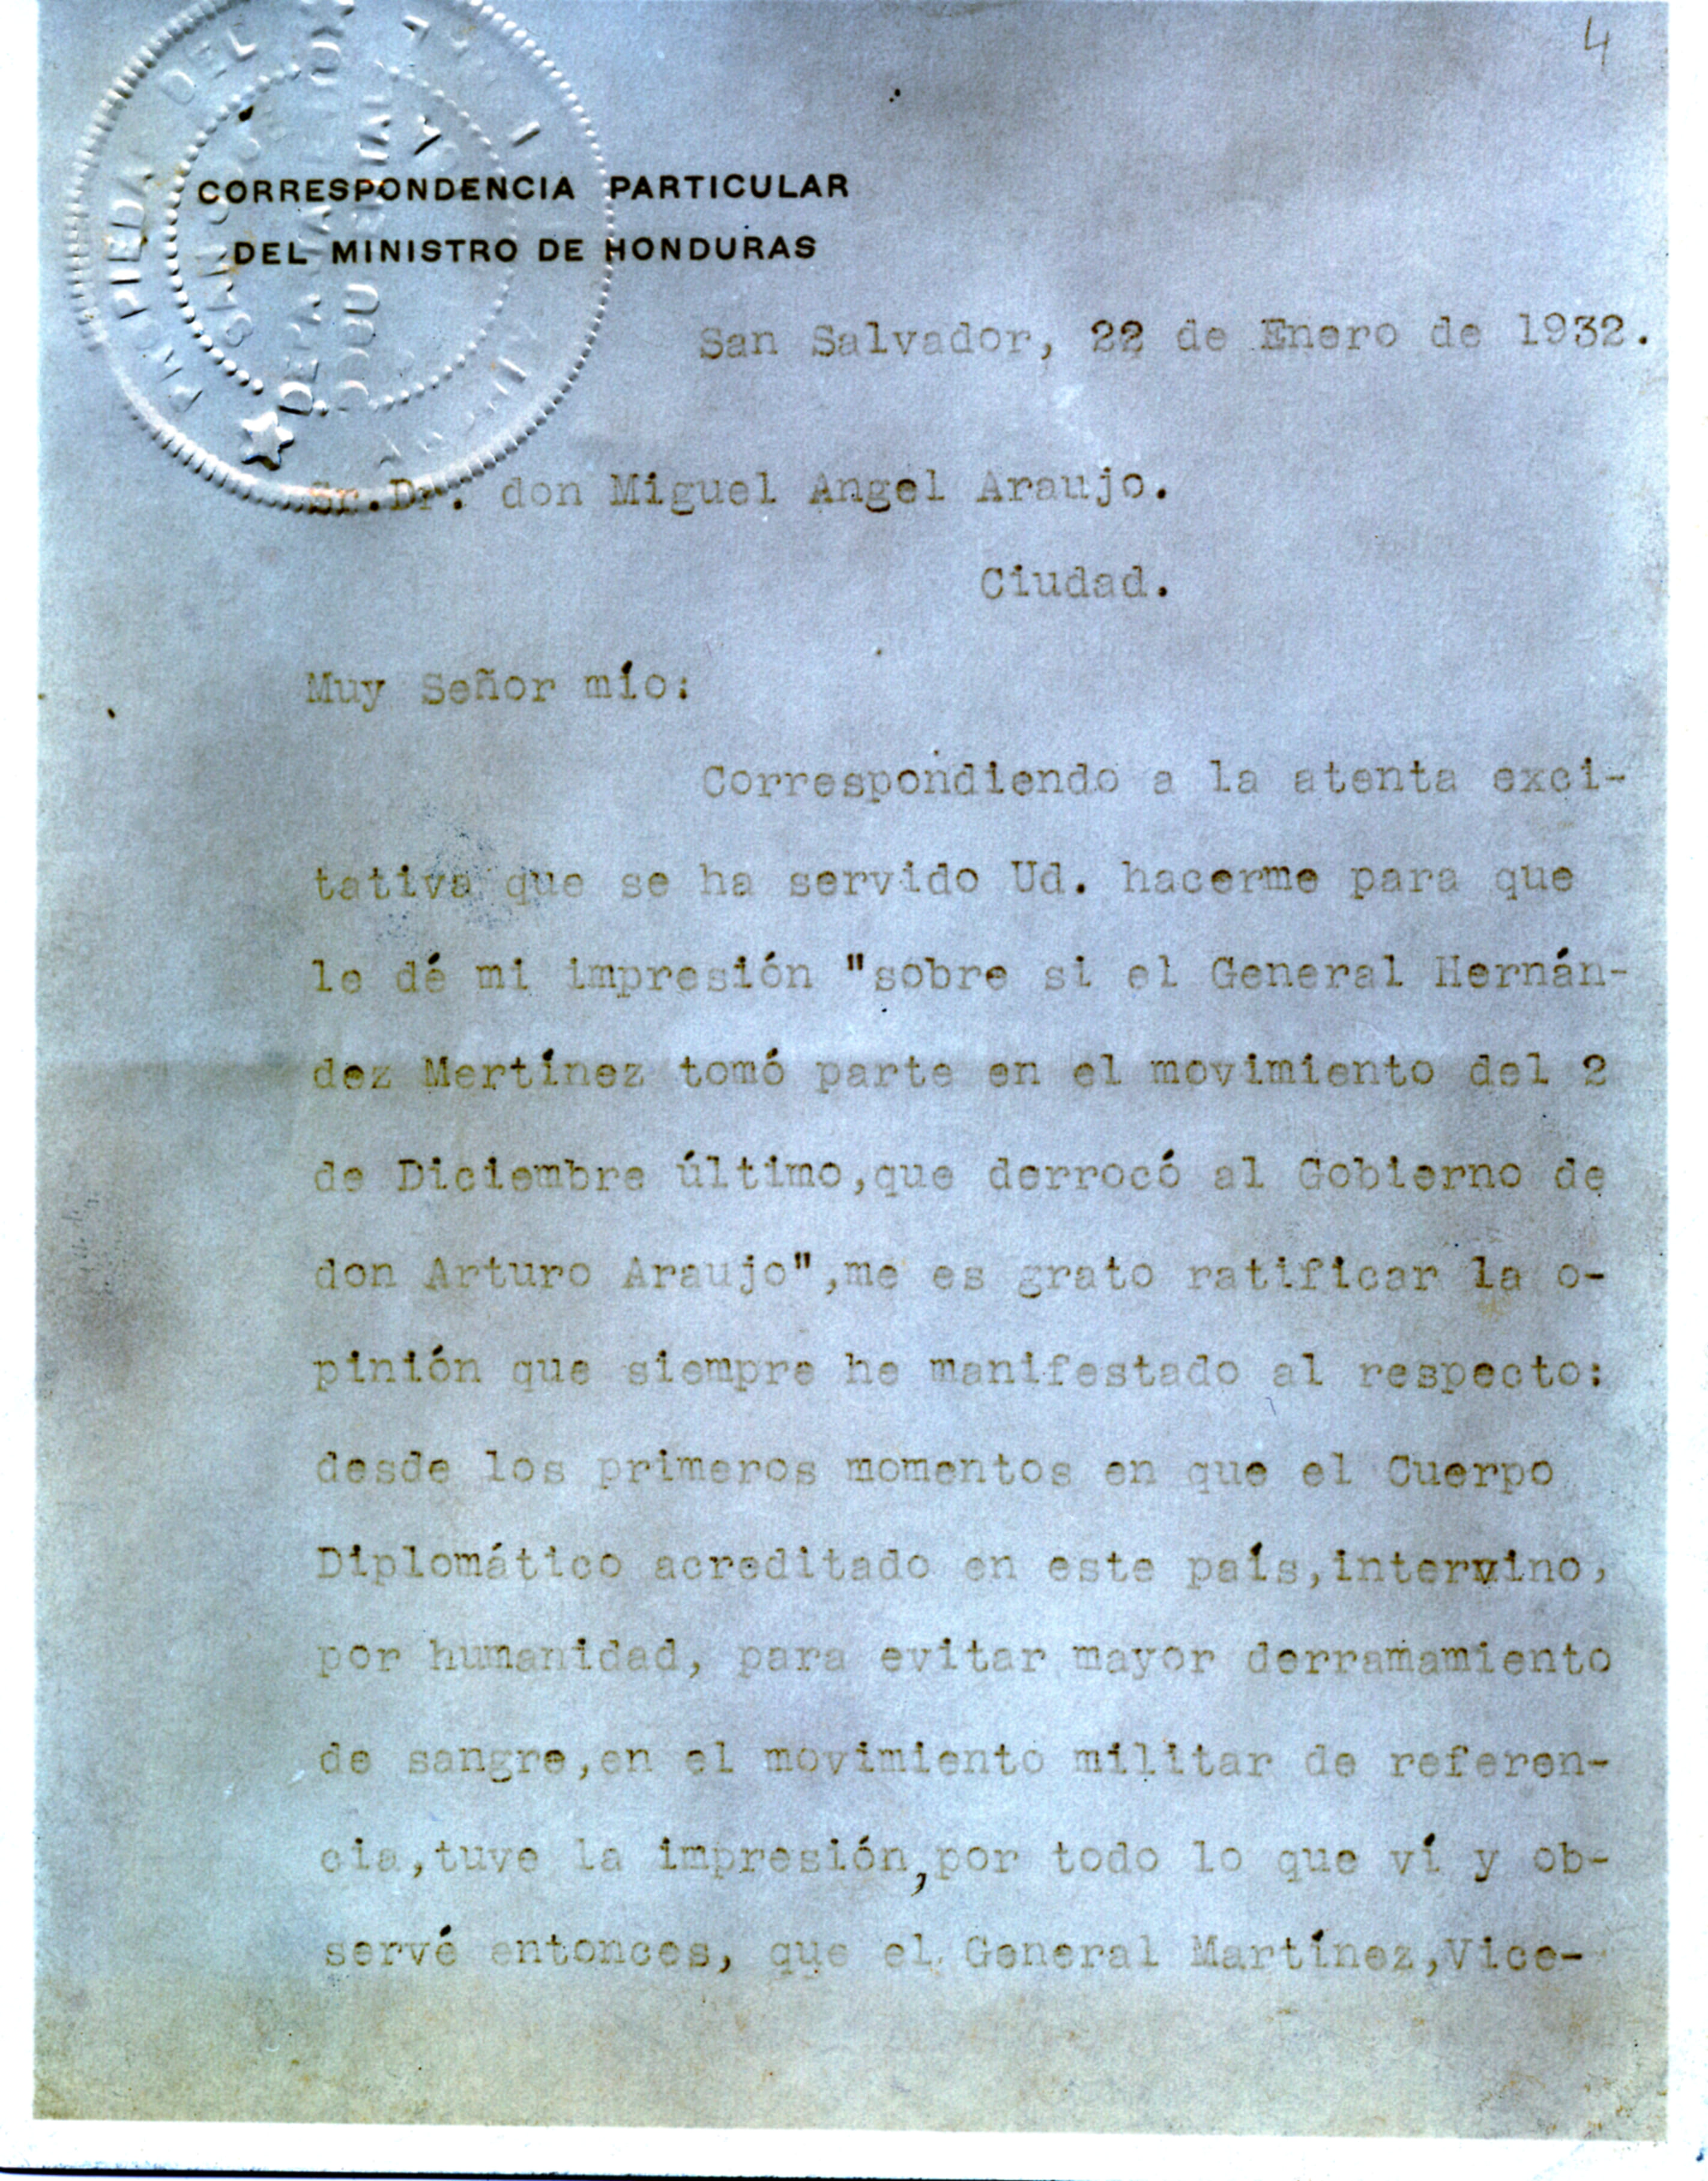 4
CORRESPONDENCIA PARTICULAR
DEL MINISTRO DE HONDURAS
San Salvador, 22 de Enero de 1932.
Sr.Dr. don Miguel Angel Araujo.
Ciudad.
Muy Señor mío:
Correspondiendo a la atenta exci-
tativa que se ha servido Ud. hacerme para que
le dé mi impresión "sobre si el General Hernán-
dez Mertínez tomó parte en el movimiento del 2
de Diciembre último,que derrocó al Gobierno de
don Arturo Araujo",me es grato ratificar la o-
pinión que siempre he manifestado al respecto:
desde los primeros momentos en que el Cuerpo
Diplomático acreditado en este país,intervino,
por humanidad, para evitar mayor derramamiento
de sangre,en el movimiento militar de referen-
cia,tuve la impresión,por todo lo que ví y ob-
servé entonces, que el General Martínez,Vice-